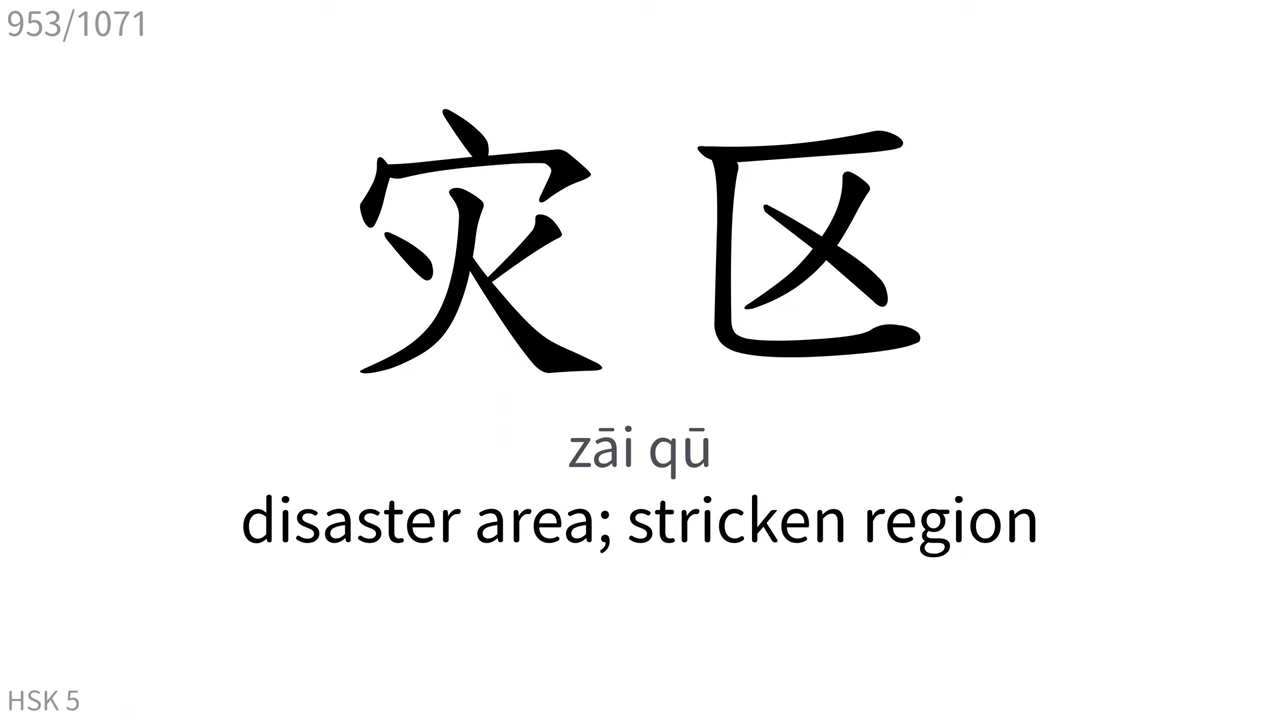 953/1071
灾区
zāi qū
disaster area; stricken region
HSK 5